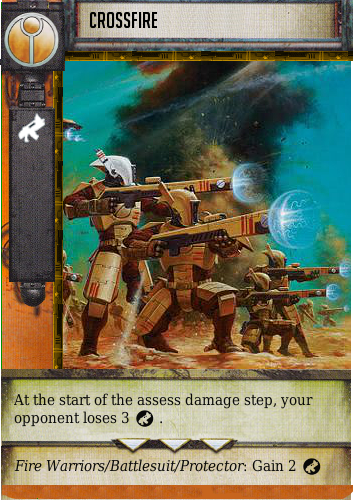 CROSSFIRE
At the start of the assess damage step, your
opponent loses 3 .
Fire Warriors/Battlesuit/Protector: Gain 2